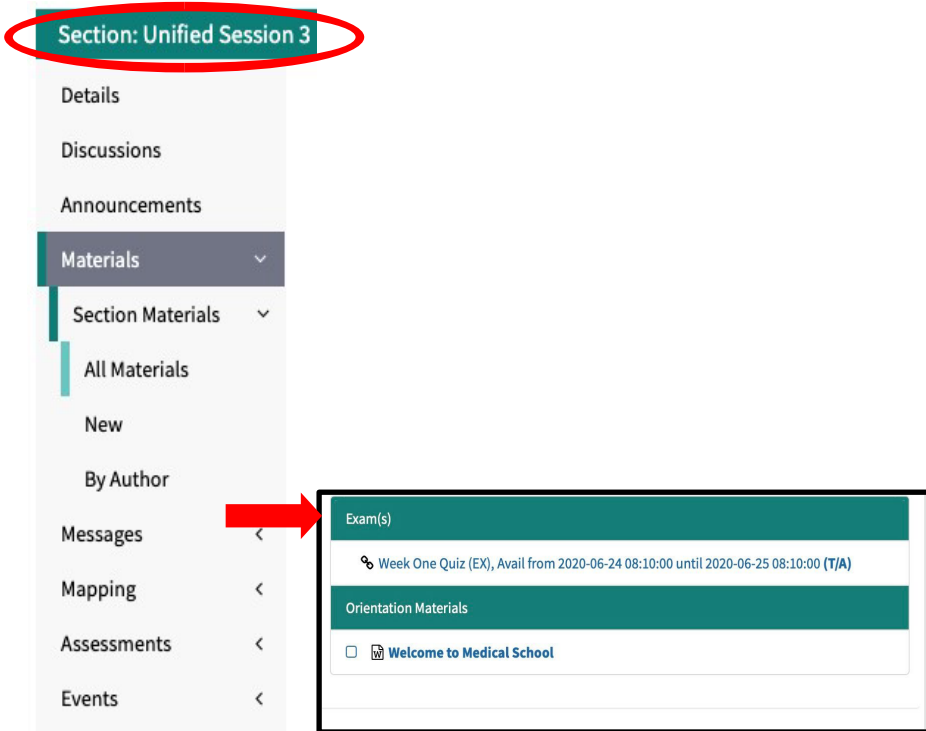 Section: Unified Session 3
Details
Discussions
Announcements
Materials
Section Materials
All Materials
New
By Author
Messages
Mapping
Assessments
Events
Exam(s)
Week One Quiz (EX), Avail from 2020-06-24 08:10:00 until 2020-06-25 08:10:00 (T/A)
Orientation Materials
Welcome to Medical School